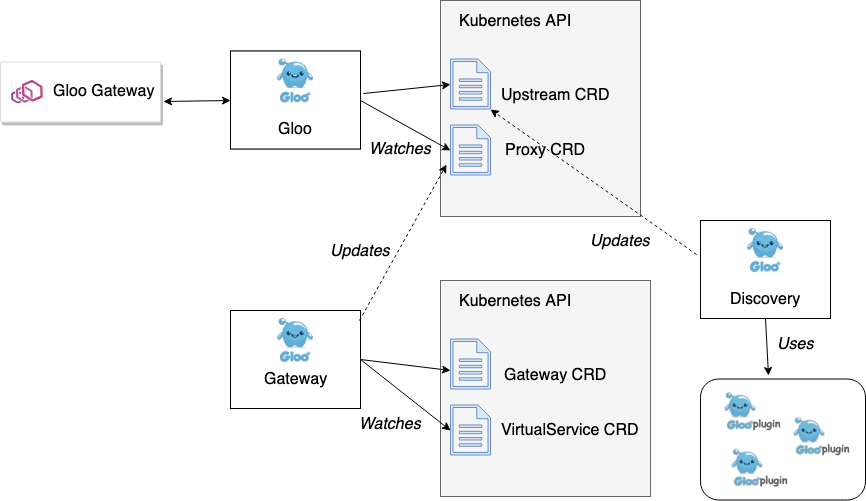 Kubernetes API
Gloo Gateway
Gloo
Gloo
Upstream CRD
Watches
Proxy CRD
Updates
Updates
Gloo
Discovery
Kubernetes API
Gloo
Gateway
Gateway CRD
Watches
VirtualService CRD
Uses
Gloo plugin
Gloo plugin
Gloo plugin